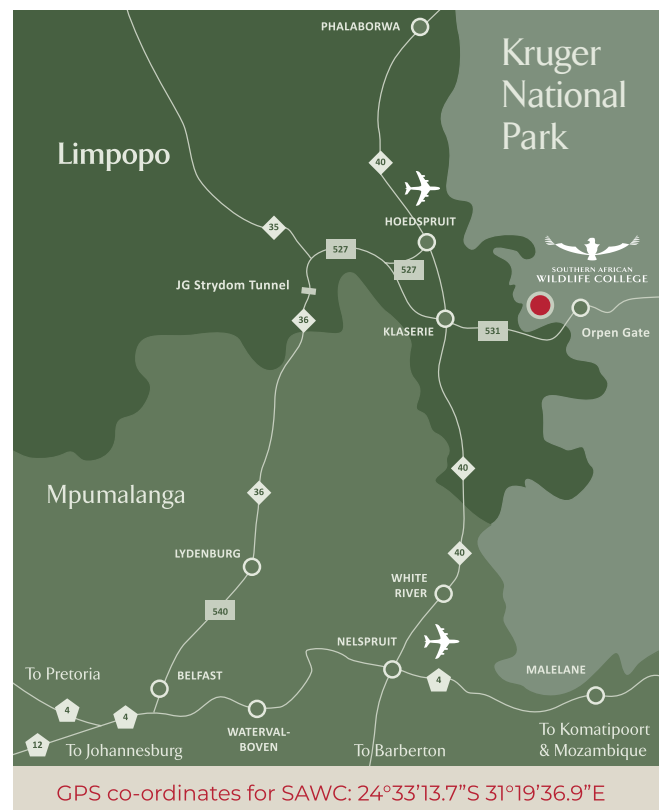 PHALABORWA
Kruger
National
Park
Limpopo
40
HOEDSPRUIT
35
527
527
SOUTHERN AFRICAN
WILDLIFE COLLEGE
JG Strydom Tunnel
36
KLASERIE
531
Orpen Gate
40
Mpumalanga
36
40
LYDENBURG
WHITE
RIVER
540
NELSPRUIT
To Pretoria
BELFAST
MALELANE
4
4
4
WATERVAL-
BOVEN
12
To Johannesburg
To Barberton
To Komatipoort
& Mozambique
GPS co-ordinates for SAWC: 24°33’13.7”S 31°19’36.9”E